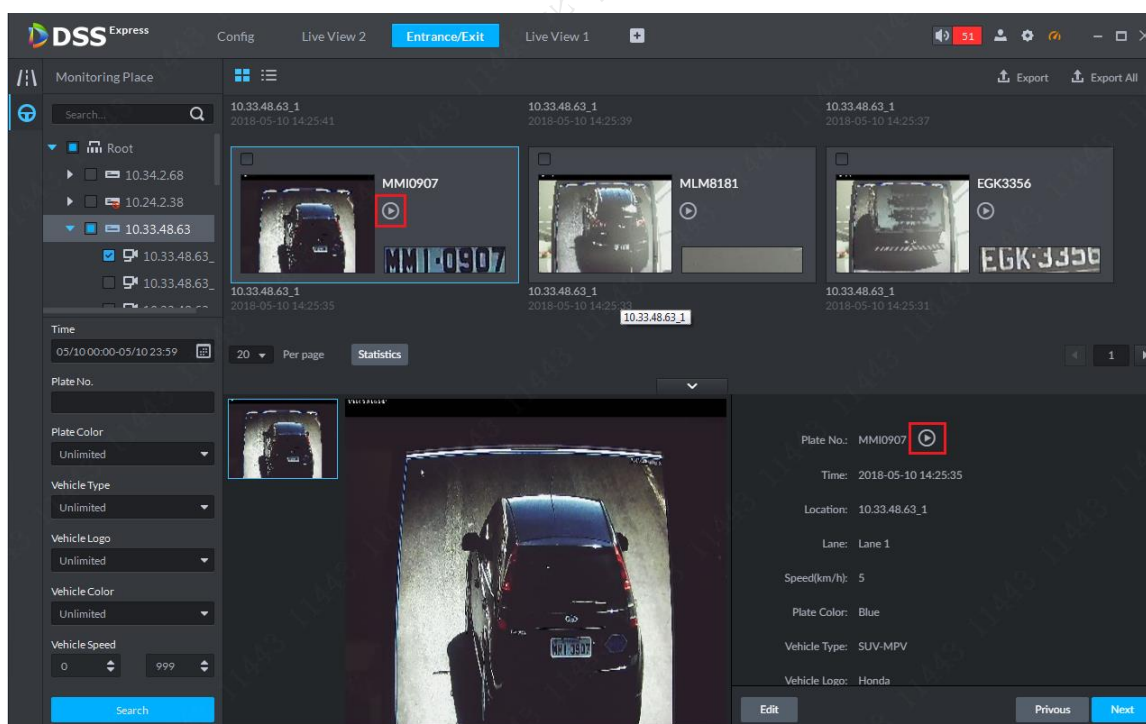 DSS Express
Config Live View 2 Entrance/Exit Live View 1 51
Monitoring Place Export Export All
Search...
Root
10.34.2.68
10.24.2.38
10.33.48.63
10.33.48.63_
10.33.48.63_
10.33.48.63_1 10.33.48.63_1 10.33.48.63_1
2018-05-10 14:25:41 2018-05-10 14:25:39 2018-05-10 14:25:37
MMI0907 MLM8181 EGK3356
MMI-0907 EGK-3356
10.33.48.63_1 10.33.48.63_1 10.33.48.63_1
2018-05-10 14:25:35 2018-05-10 14:25:33 2018-05-10 14:25:31
10.33.48.63_1
Time
05/10 00:00-05/10 23:59
20 Per page Statistics 1
Plate No.
Plate Color
Unlimited
Vehicle Type
Unlimited
Vehicle Logo
Unlimited
Vehicle Color
Unlimited
Vehicle Speed
0 999
Search
MMI-0907
Plate No.: MMI0907
Time: 2018-05-10 14:25:35
Location: 10.33.48.63_1
Lane: Lane 1
Speed(km/h): 5
Plate Color: Blue
Vehicle Type: SUV-MPV
Vehicle Logo: Honda
Edit Privous Next